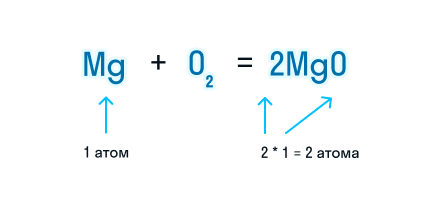 Mg + O₂ = 2MgO
1 атом
2 * 1 = 2 атома